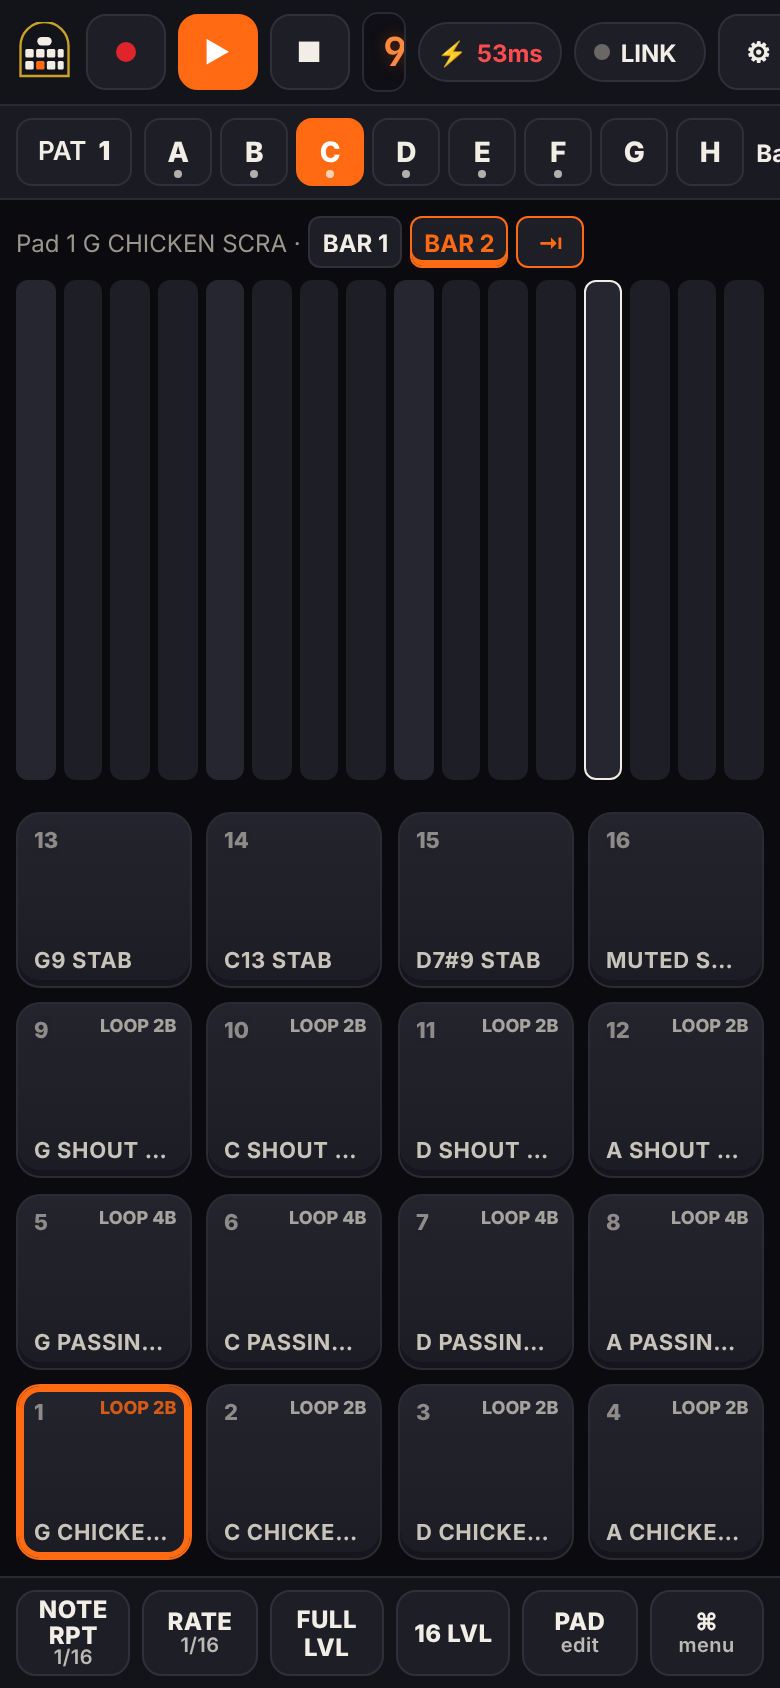 9 ⚡ 53ms LINK ⚙
PAT 1 A B C D E F G H Ba
Pad 1 G CHICKEN SCRA · BAR 1 BAR 2 ⇥
13 14 15 16
G9 STAB C13 STAB D7#9 STAB MUTED S…
9 LOOP 2B 10 LOOP 2B 11 LOOP 2B 12 LOOP 2B
G SHOUT … C SHOUT … D SHOUT … A SHOUT …
5 LOOP 4B 6 LOOP 4B 7 LOOP 4B 8 LOOP 4B
G PASSIN… C PASSIN… D PASSIN… A PASSIN…
1 LOOP 2B 2 LOOP 2B 3 LOOP 2B 4 LOOP 2B
G CHICKE… C CHICKE… D CHICKE… A CHICKE…
NOTE RPT 1/16
RATE 1/16
FULL LVL
16 LVL
PAD edit
⌘ menu